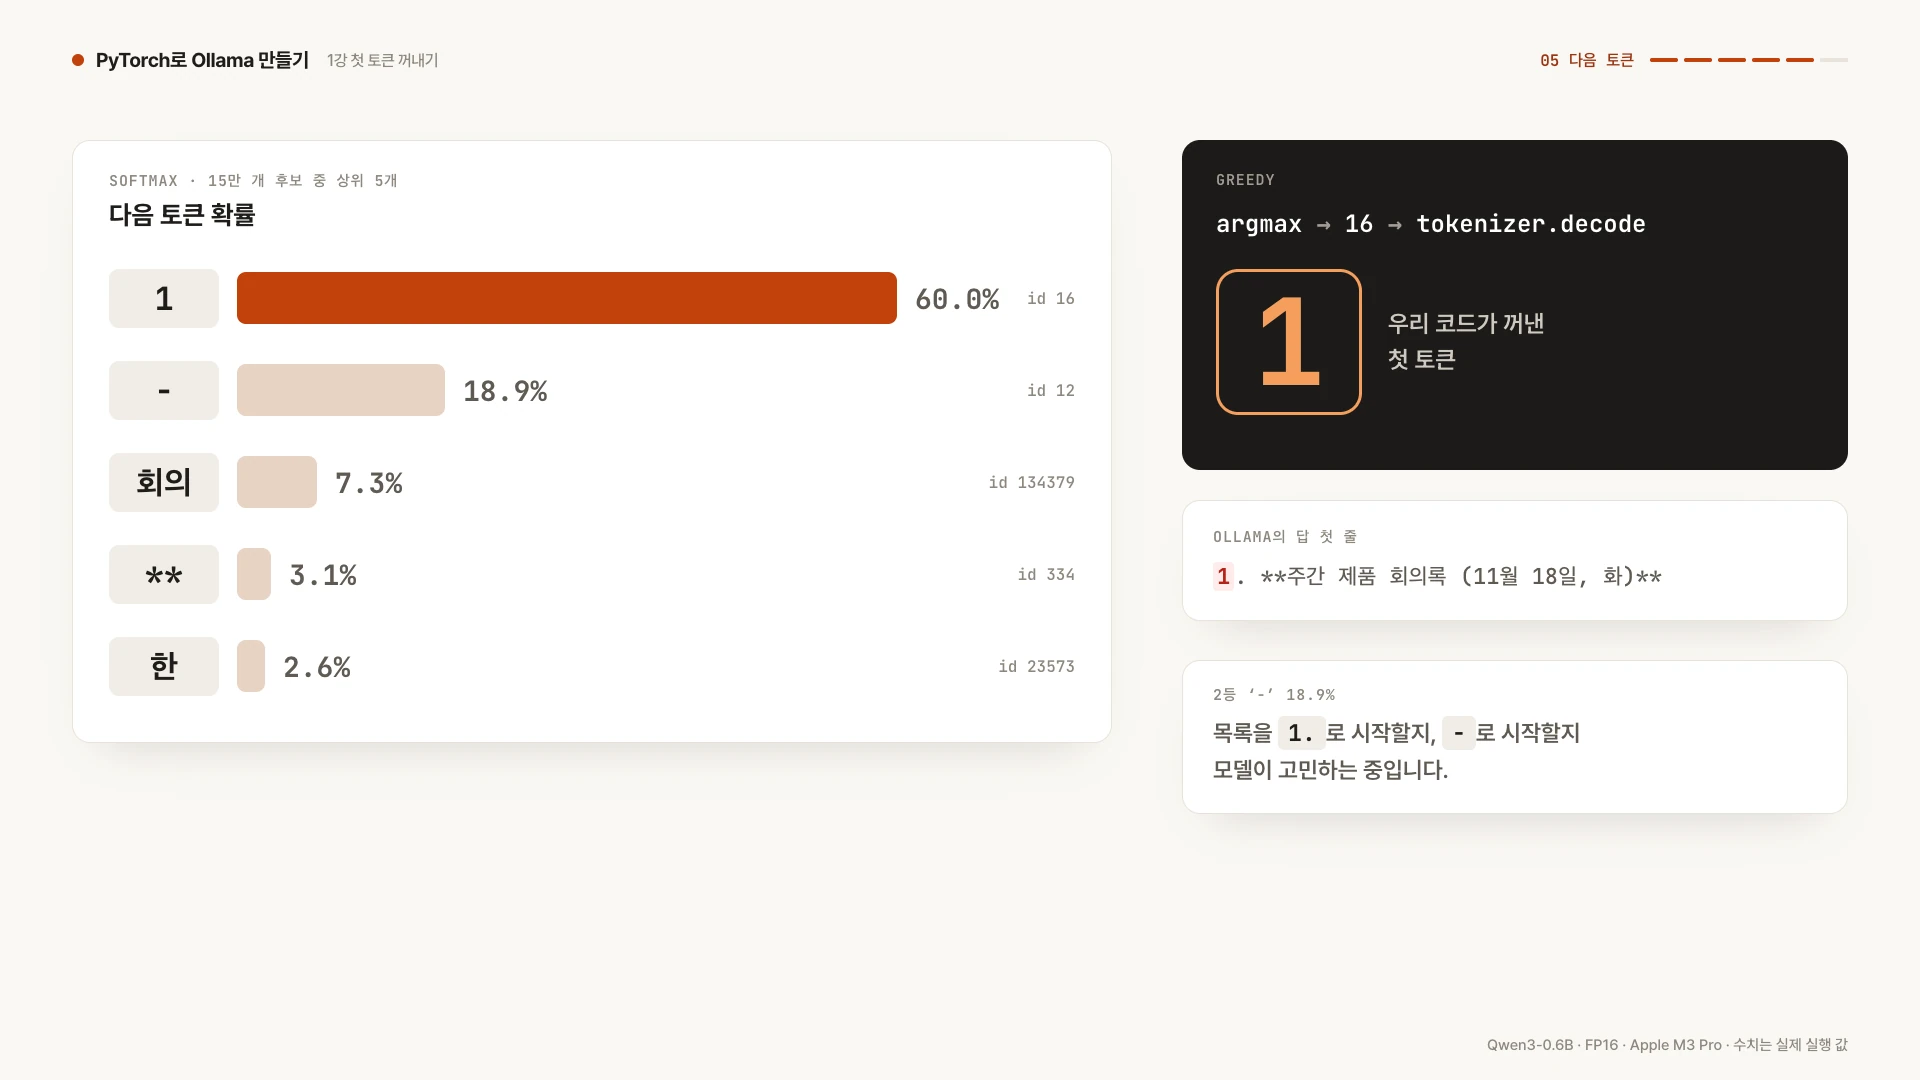 PyTorch로 Ollama 만들기 1강 첫 토큰 꺼내기
05 다음 토큰
SOFTMAX · 15만 개 후보 중 상위 5개
다음 토큰 확률
1 60.0% id 16
- 18.9% id 12
회의 7.3% id 134379
** 3.1% id 334
한 2.6% id 23573
GREEDY
argmax → 16 → tokenizer.decode
1
우리 코드가 꺼낸
첫 토큰
OLLAMA의 답 첫 줄
1. **주간 제품 회의록 (11월 18일, 화)**
2등 ‘-’ 18.9%
목록을 1. 로 시작할지, - 로 시작할지
모델이 고민하는 중입니다.
Qwen3-0.6B · FP16 · Apple M3 Pro · 수치는 실제 실행 값